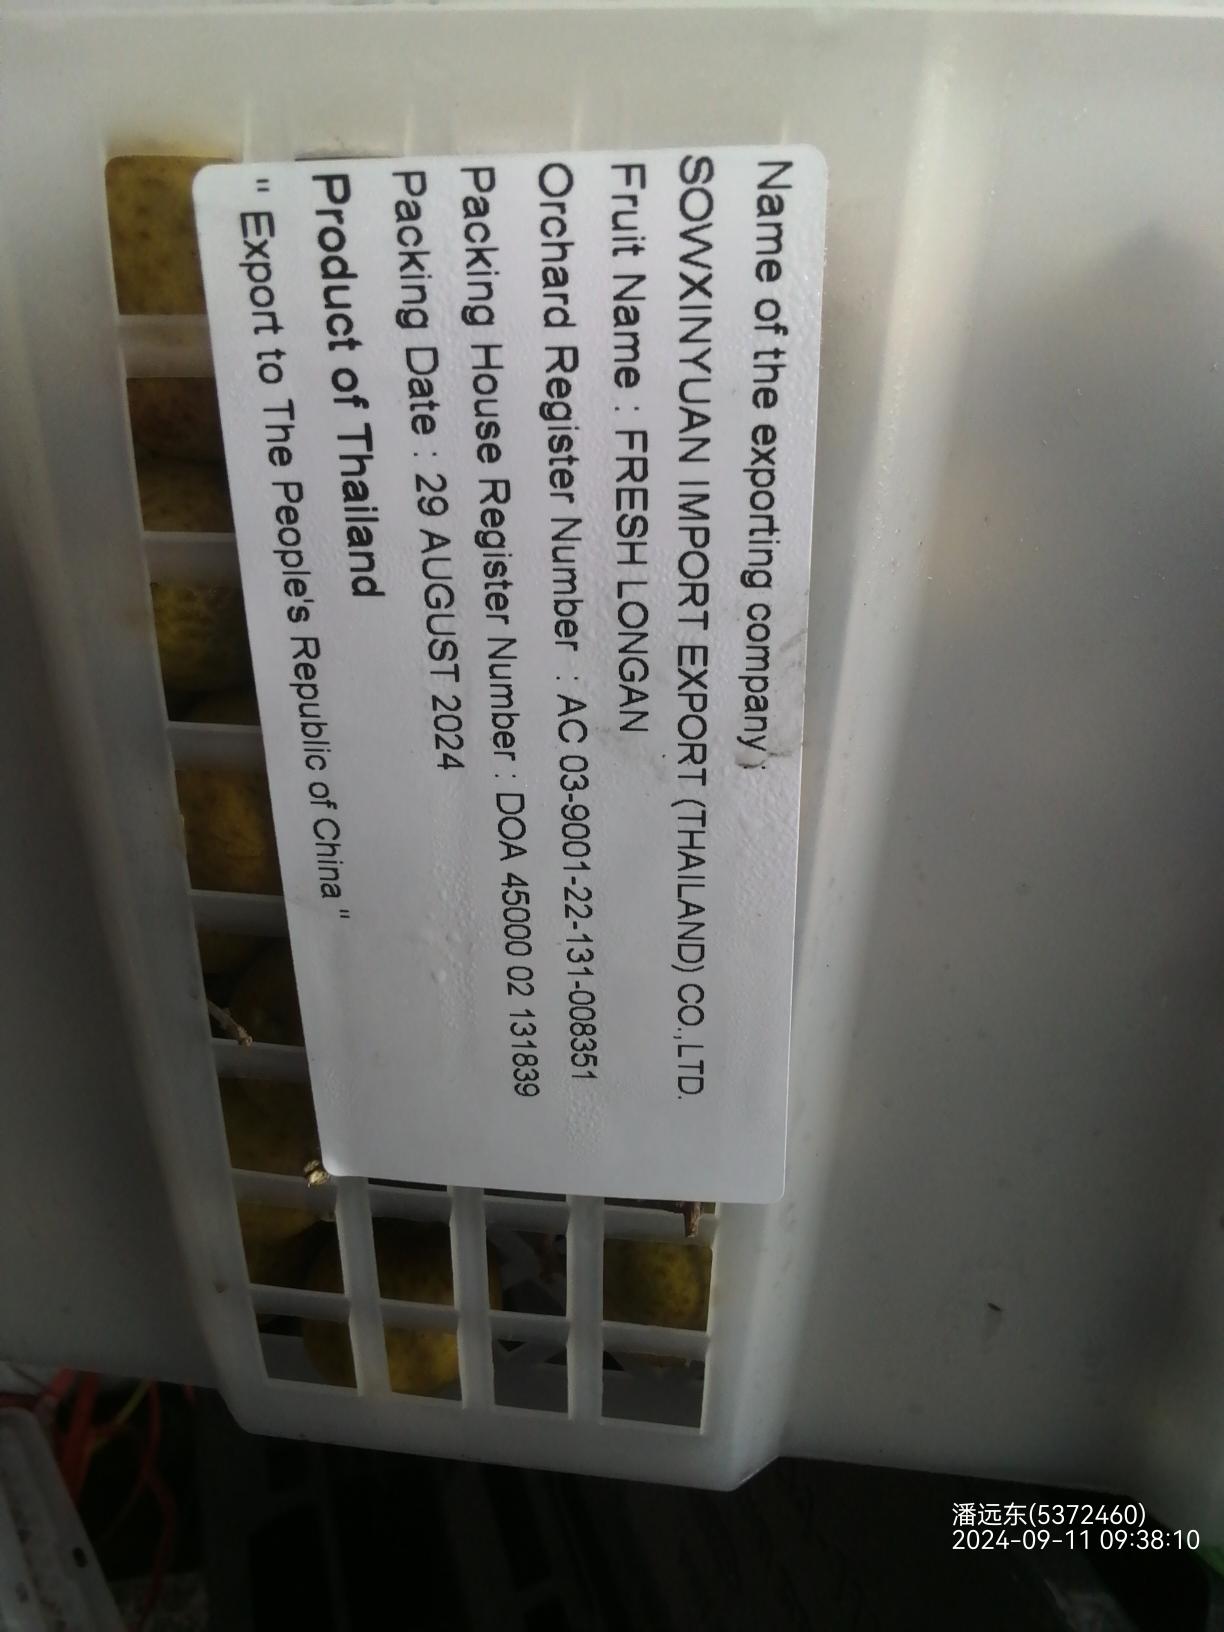 Name of the exporting company :
SOWXINYUAN IMPORT EXPORT (THAILAND) CO.,LTD.
Fruit Name : FRESH LONGAN
Orchard Register Number : AC 03-9001-22-131-008351
Packing House Register Number : DOA 45000 02 131839
Packing Date : 29 AUGUST 2024
Product of Thailand
" Export to The People's Republic of China "
潘远东(5372460)
2024-09-11 09:38:10